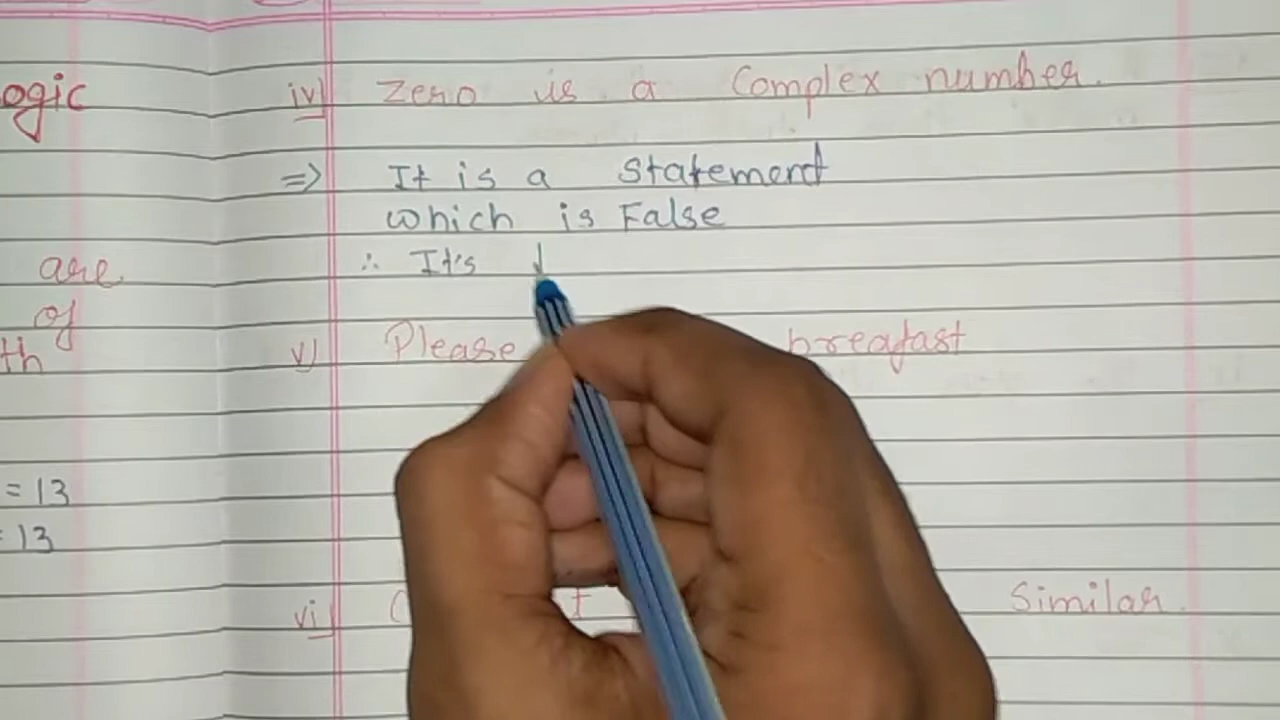 ogic
are
of
th
= 13
= 13
iv) Zero is a Complex number.
=> It is a statement
which is False
∴ It's
v) Please breafast
vi) Similar.